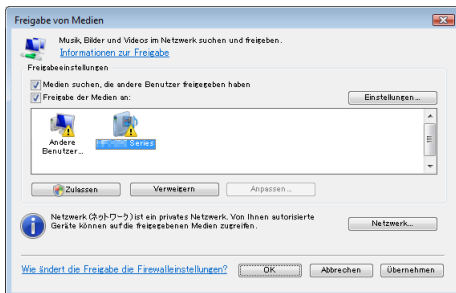 Freigabe von Medien
Musik, Bilder und Videos im Netzwerk suchen und freigeben.
Informationen zur Freigabe
Freigabeeinstellungen
Medien suchen, die andere Benutzer freigegeben haben
Freigabe der Medien an:
Einstellungen...
Andere Benutzer...
Series
Zulassen
Verweigern
Anpassen...
Netzwerk (ネットワーク) ist ein privates Netzwerk. Von Ihnen autorisierte
Geräte können auf die freigegebenen Medien zugreifen.
Netzwerk...
Wie ändert die Freigabe die Firewalleinstellungen?
OK
Abbrechen
Übernehmen